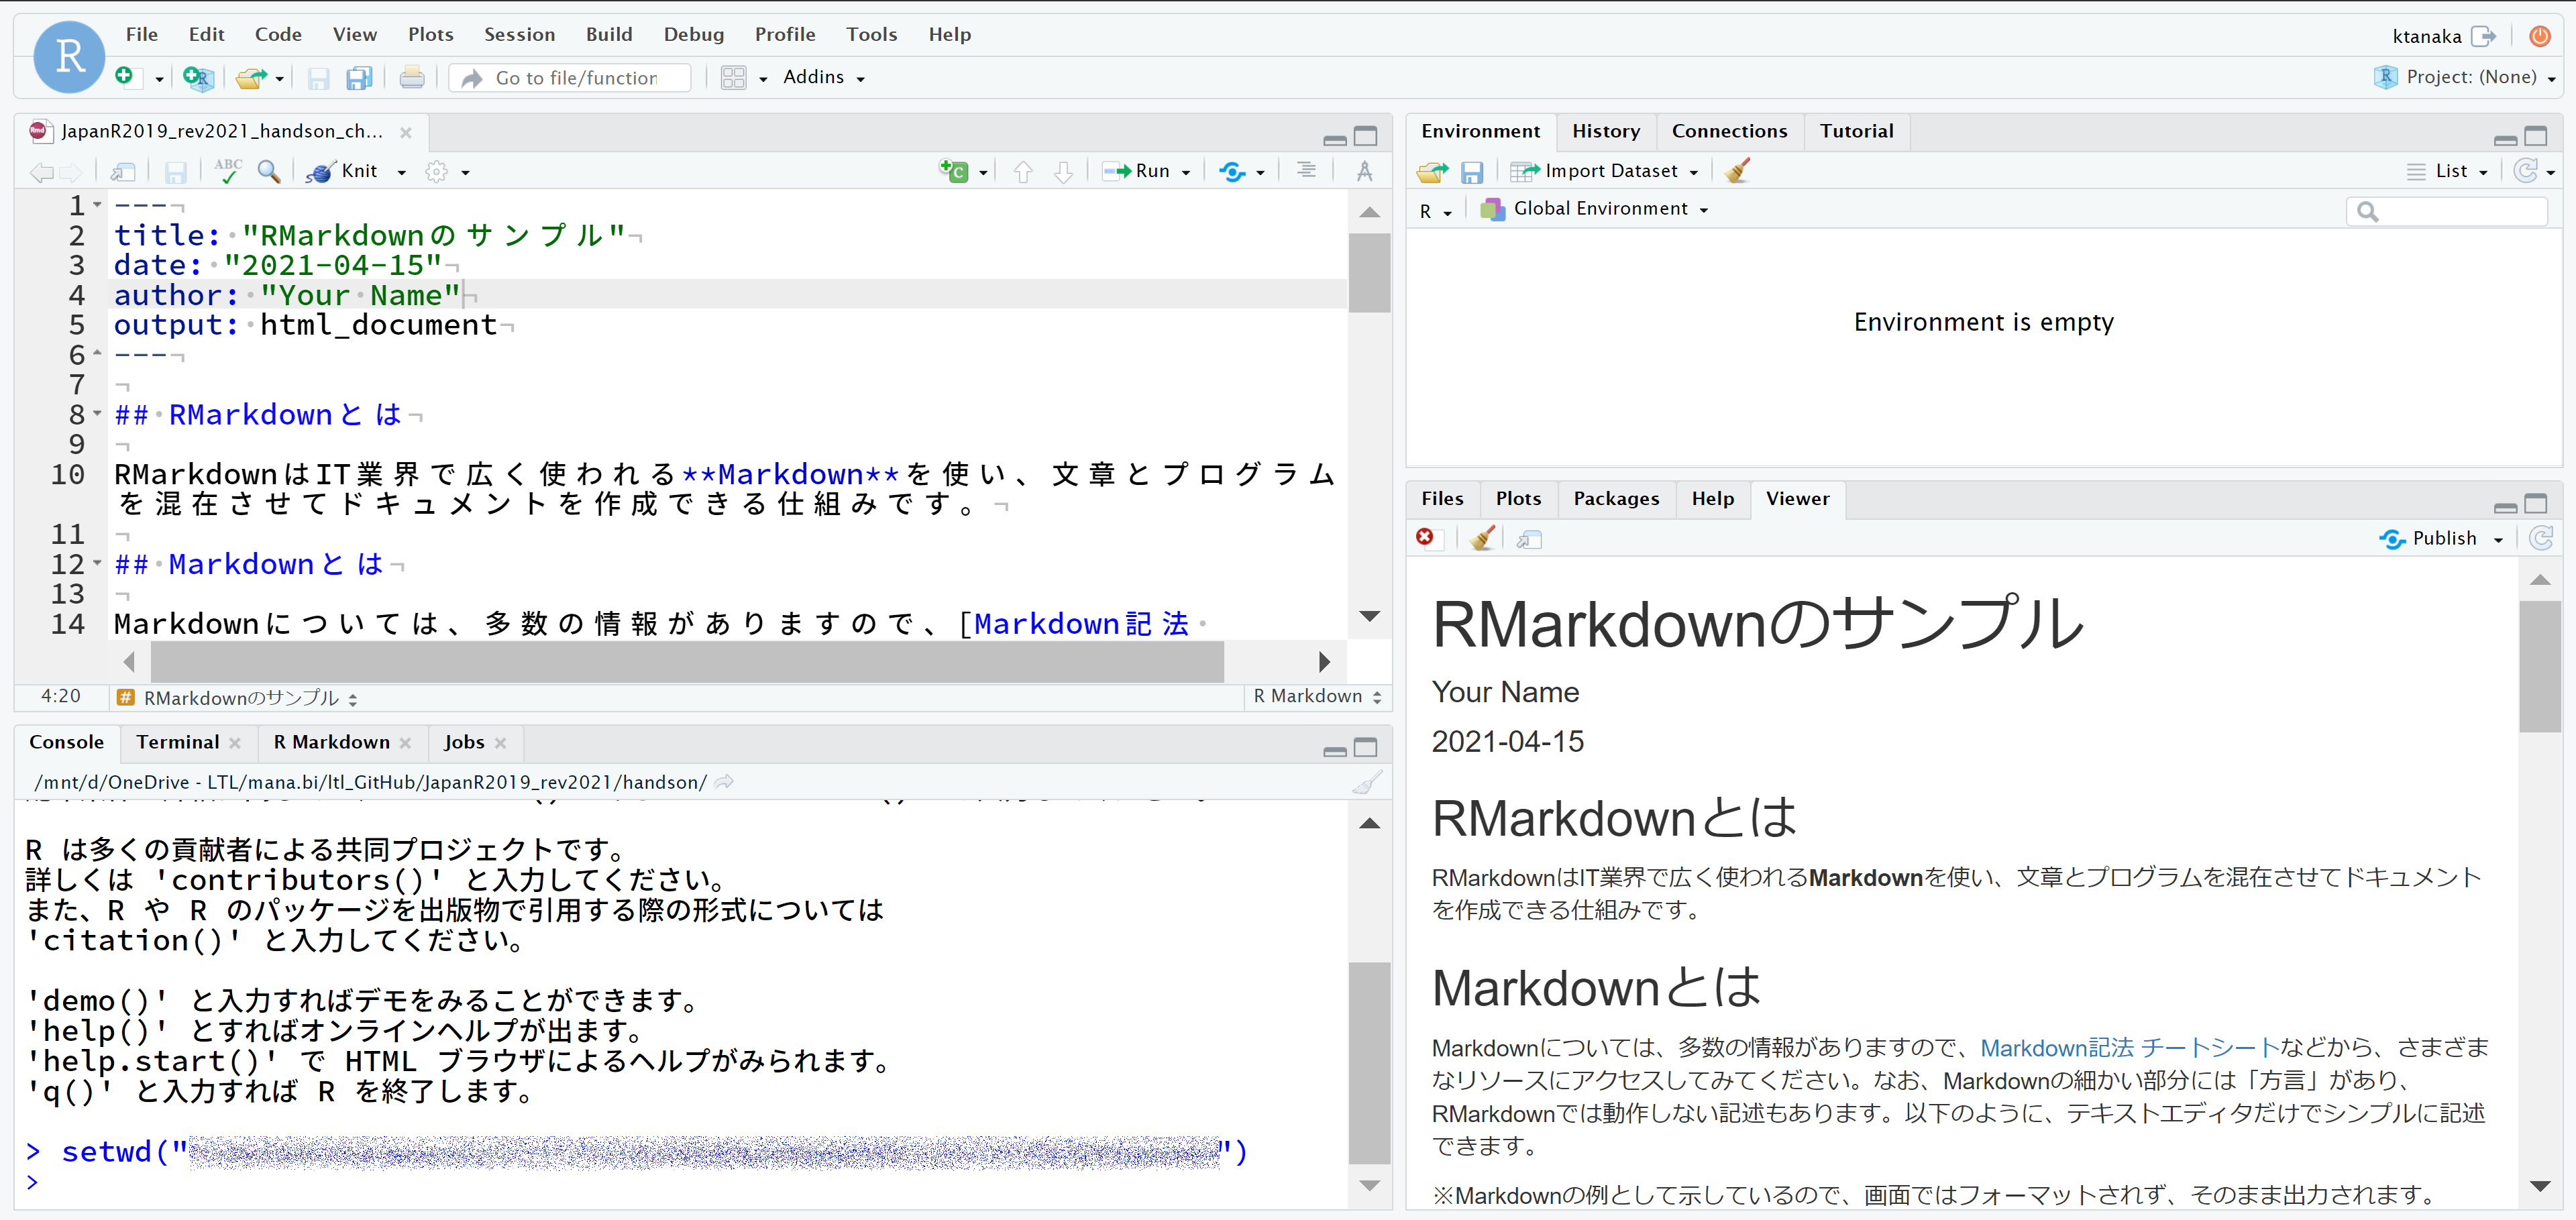 File Edit Code View Plots Session Build Debug Profile Tools Help
ktanaka
Go to file/function
Addins
Project: (None)
JapanR2019_rev2021_handson_ch...
ABC
Knit
Run
1 ---
2 title: "RMarkdownのサンプル"
3 date: "2021-04-15"
4 author: "Your Name"
5 output: html_document
6 ---
7
8 ## RMarkdownとは
9
10 RMarkdownはIT業界で広く使われる**Markdown**を使い、文章とプログラム
を混在させてドキュメントを作成できる仕組みです。
11
12 ## Markdownとは
13
14 Markdownについては、多数の情報がありますので、[Markdown記法
4:20
RMarkdownのサンプル
R Markdown
Console Terminal R Markdown Jobs
/mnt/d/OneDrive - LTL/mana.bi/ltl_GitHub/JapanR2019_rev2021/handson/
R は多くの貢献者による共同プロジェクトです。
詳しくは 'contributors()' と入力してください。
また、R や R のパッケージを出版物で引用する際の形式については
'citation()' と入力してください。
'demo()' と入力すればデモをみることができます。
'help()' とすればオンラインヘルプが出ます。
'help.start()' で HTML ブラウザによるヘルプがみられます。
'q()' と入力すれば R を終了します。
> setwd("")
>
Environment History Connections Tutorial
Import Dataset
List
R
Global Environment
Environment is empty
Files Plots Packages Help Viewer
Publish
RMarkdownのサンプル
Your Name
2021-04-15
RMarkdownとは
RMarkdownはIT業界で広く使われるMarkdownを使い、文章とプログラムを混在させてドキュメント
を作成できる仕組みです。
Markdownとは
Markdownについては、多数の情報がありますので、Markdown記法 チートシートなどから、さまざま
なリソースにアクセスしてみてください。なお、Markdownの細かい部分には「方言」があり、
RMarkdownでは動作しない記述もあります。以下のように、テキストエディタだけでシンプルに記述
できます。
※Markdownの例として示しているので、画面ではフォーマットされず、そのまま出力されます。